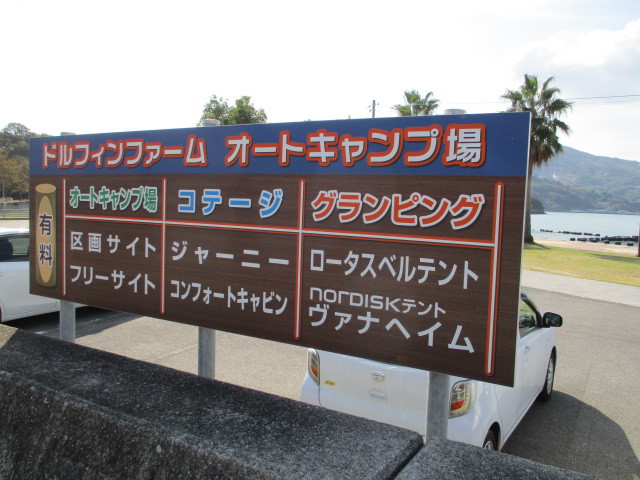 ドルフィンファーム オートキャンプ場
有料
オートキャンプ場
区画サイト
フリーサイト
コテージ
ジャーニー
コンフォートキャビン
グランピング
ロータスベルテント
nORDISKテント
ヴァナヘイム